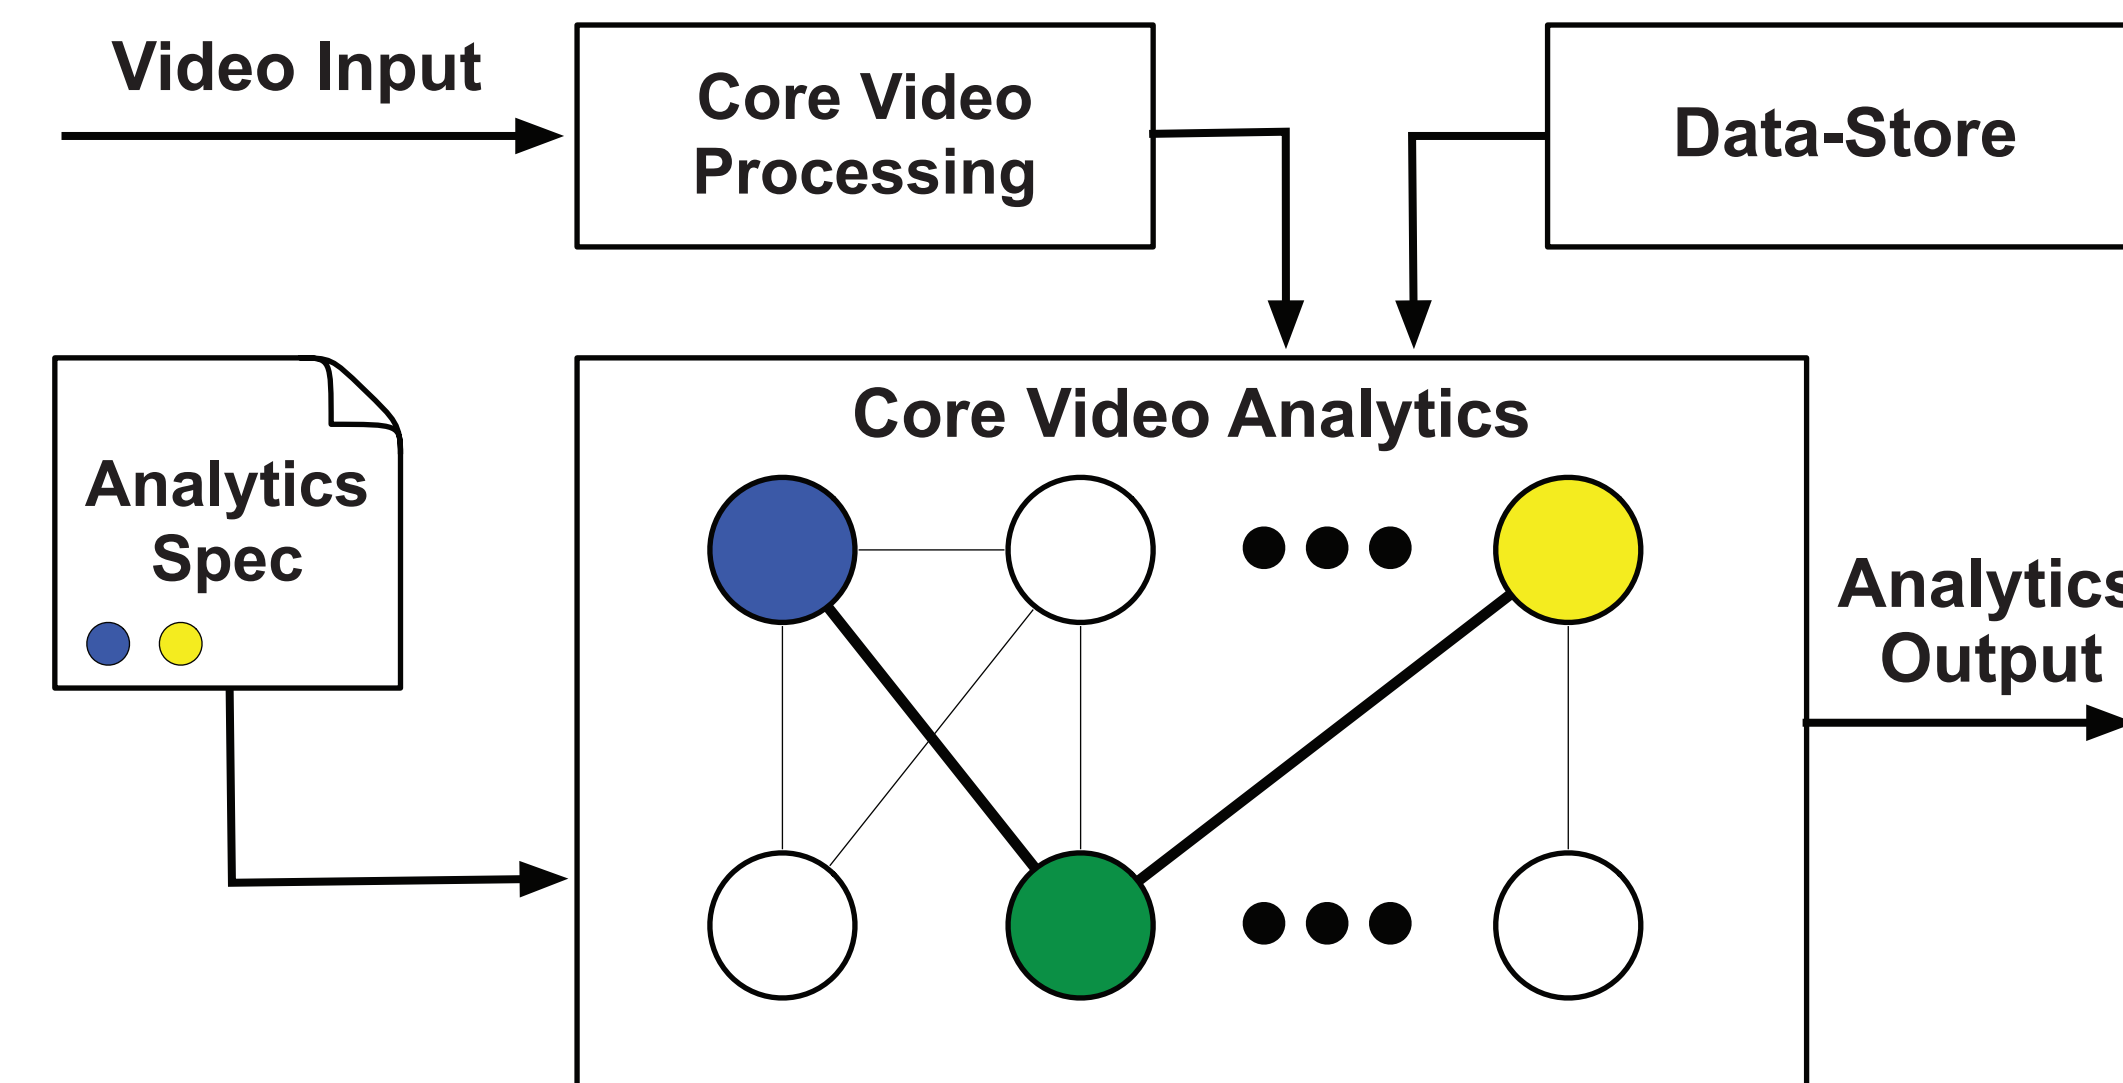 Video Input
Core Video
Processing
Data-Store
Analytics
Spec
Core Video Analytics
Analytics
Output